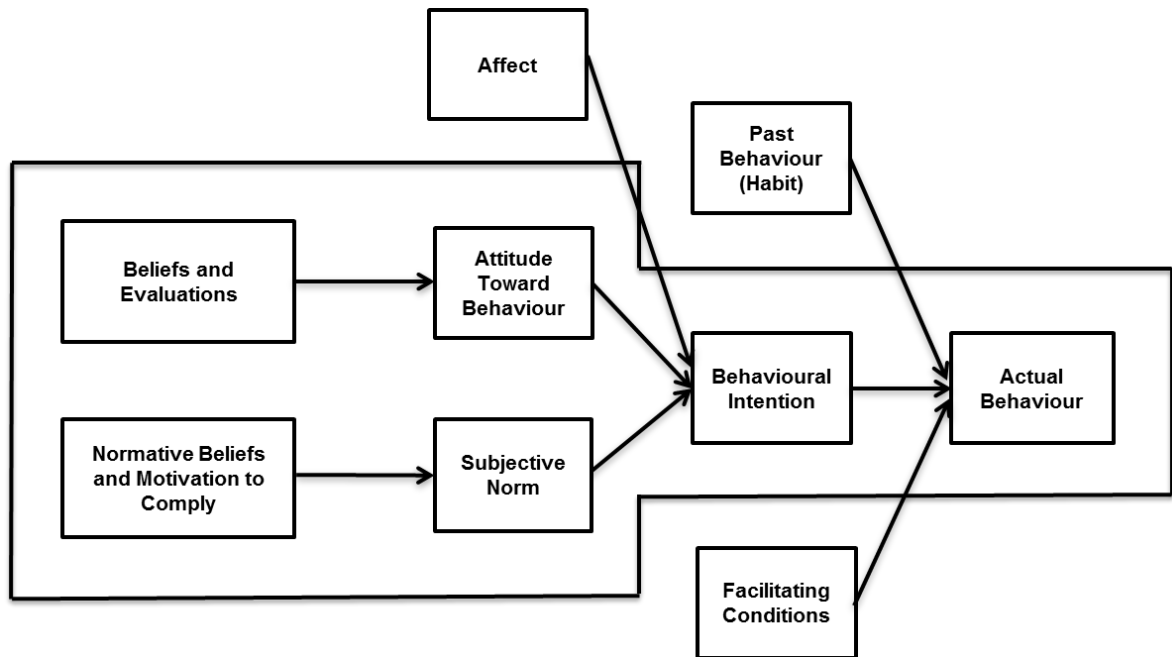 Affect
Past
Behaviour
(Habit)
Beliefs and
Evaluations
Attitude
Toward
Behaviour
Behavioural
Intention
Actual
Behaviour
Normative Beliefs
and Motivation to
Comply
Subjective
Norm
Facilitating
Conditions